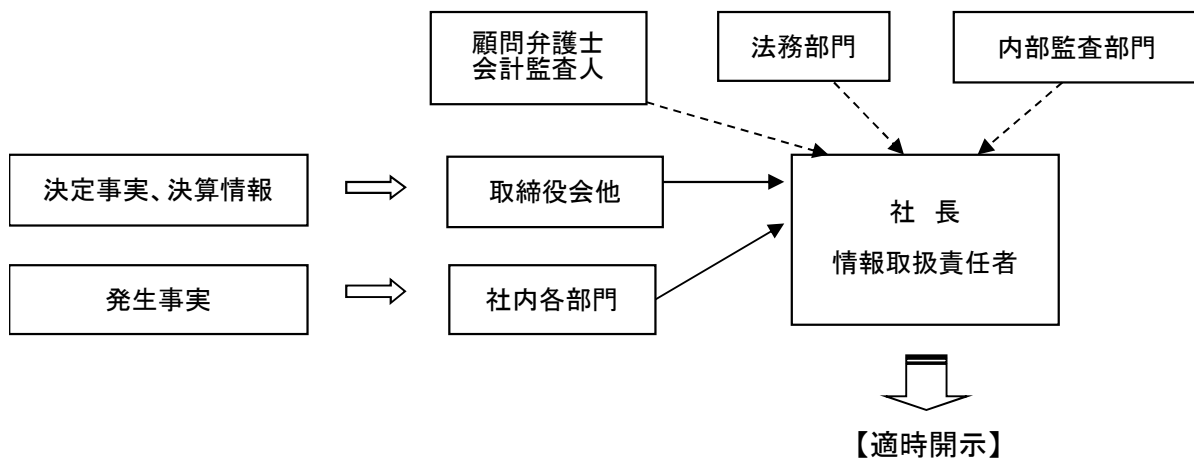 顧問弁護士
会計監査人
法務部門
内部監査部門
決定事実、決算情報
取締役会他
社 長
情報取扱責任者
発生事実
社内各部門
【適時開示】